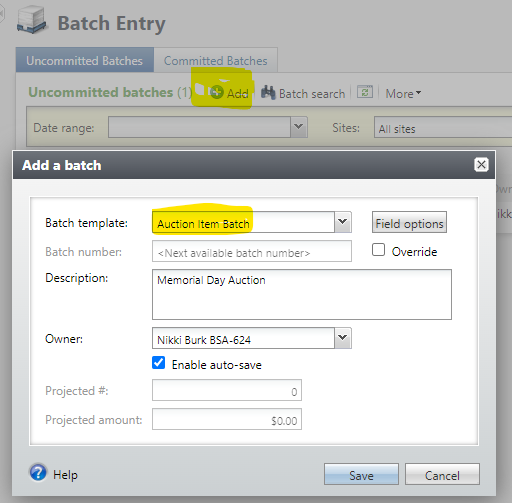 Batch Entry
Uncommitted Batches Committed Batches
Uncommitted batches (1) Add Batch search More
Date range: Sites: All sites
Add a batch
Batch template: Auction Item Batch Field options
Batch number: <Next available batch number> Override
Description: Memorial Day Auction
Owner: Nikki Burk BSA-624
Enable auto-save
Projected #: 0
Projected amount: $0.00
Help Save Cancel